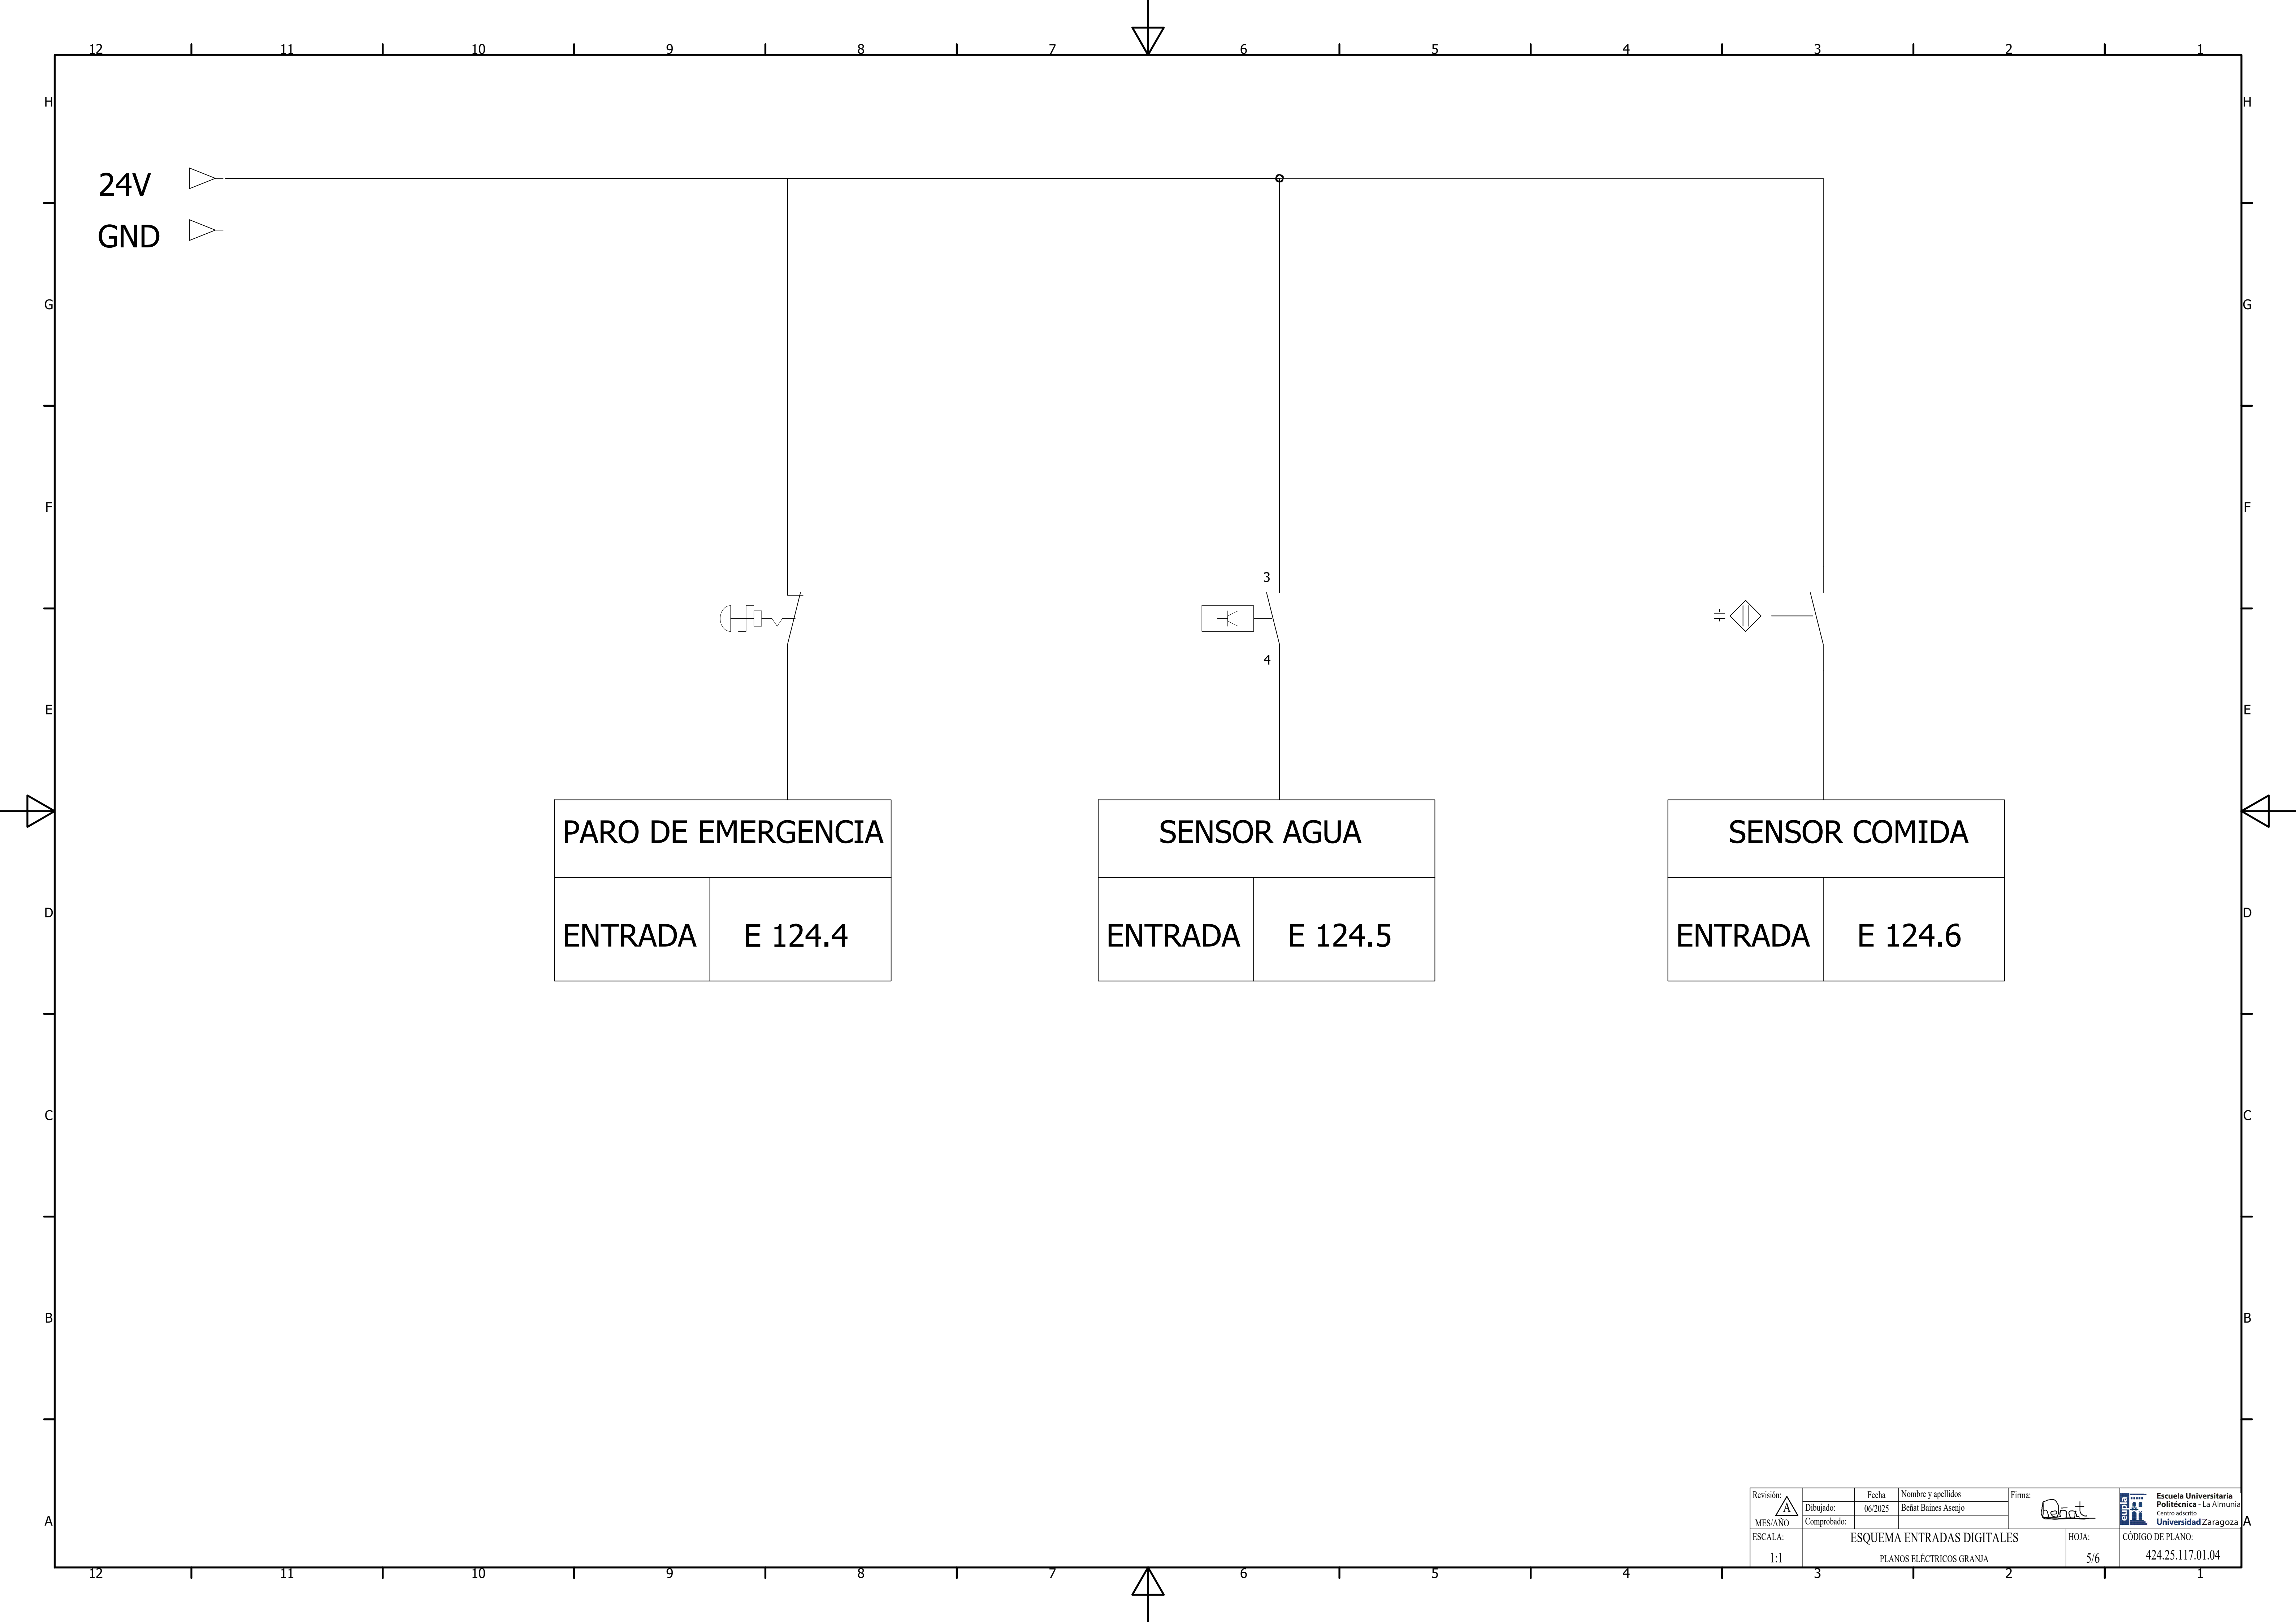 12 11 10 9 8 7 6 5 4 3 2 1
H H
24V
GND
G G
F F
3
4
E E
PARO DE EMERGENCIA SENSOR AGUA SENSOR COMIDA
ENTRADA E 124.4 ENTRADA E 124.5 ENTRADA E 124.6
D D
C C
B B
A A
Revisión: A MES/AÑO
Fecha Nombre y apellidos
Dibujado: 06/2025 Beñat Baines Asenjo
Comprobado:
Firma: Beñat
eupla
Escuela Universitaria
Politécnica - La Almunia
Centro adscrito
Universidad Zaragoza
ESCALA:
1:1
ESQUEMA ENTRADAS DIGITALES
PLANOS ELÉCTRICOS GRANJA
HOJA:
5/6
CÓDIGO DE PLANO:
424.25.117.01.04
12 11 10 9 8 7 6 5 4 3 2 1